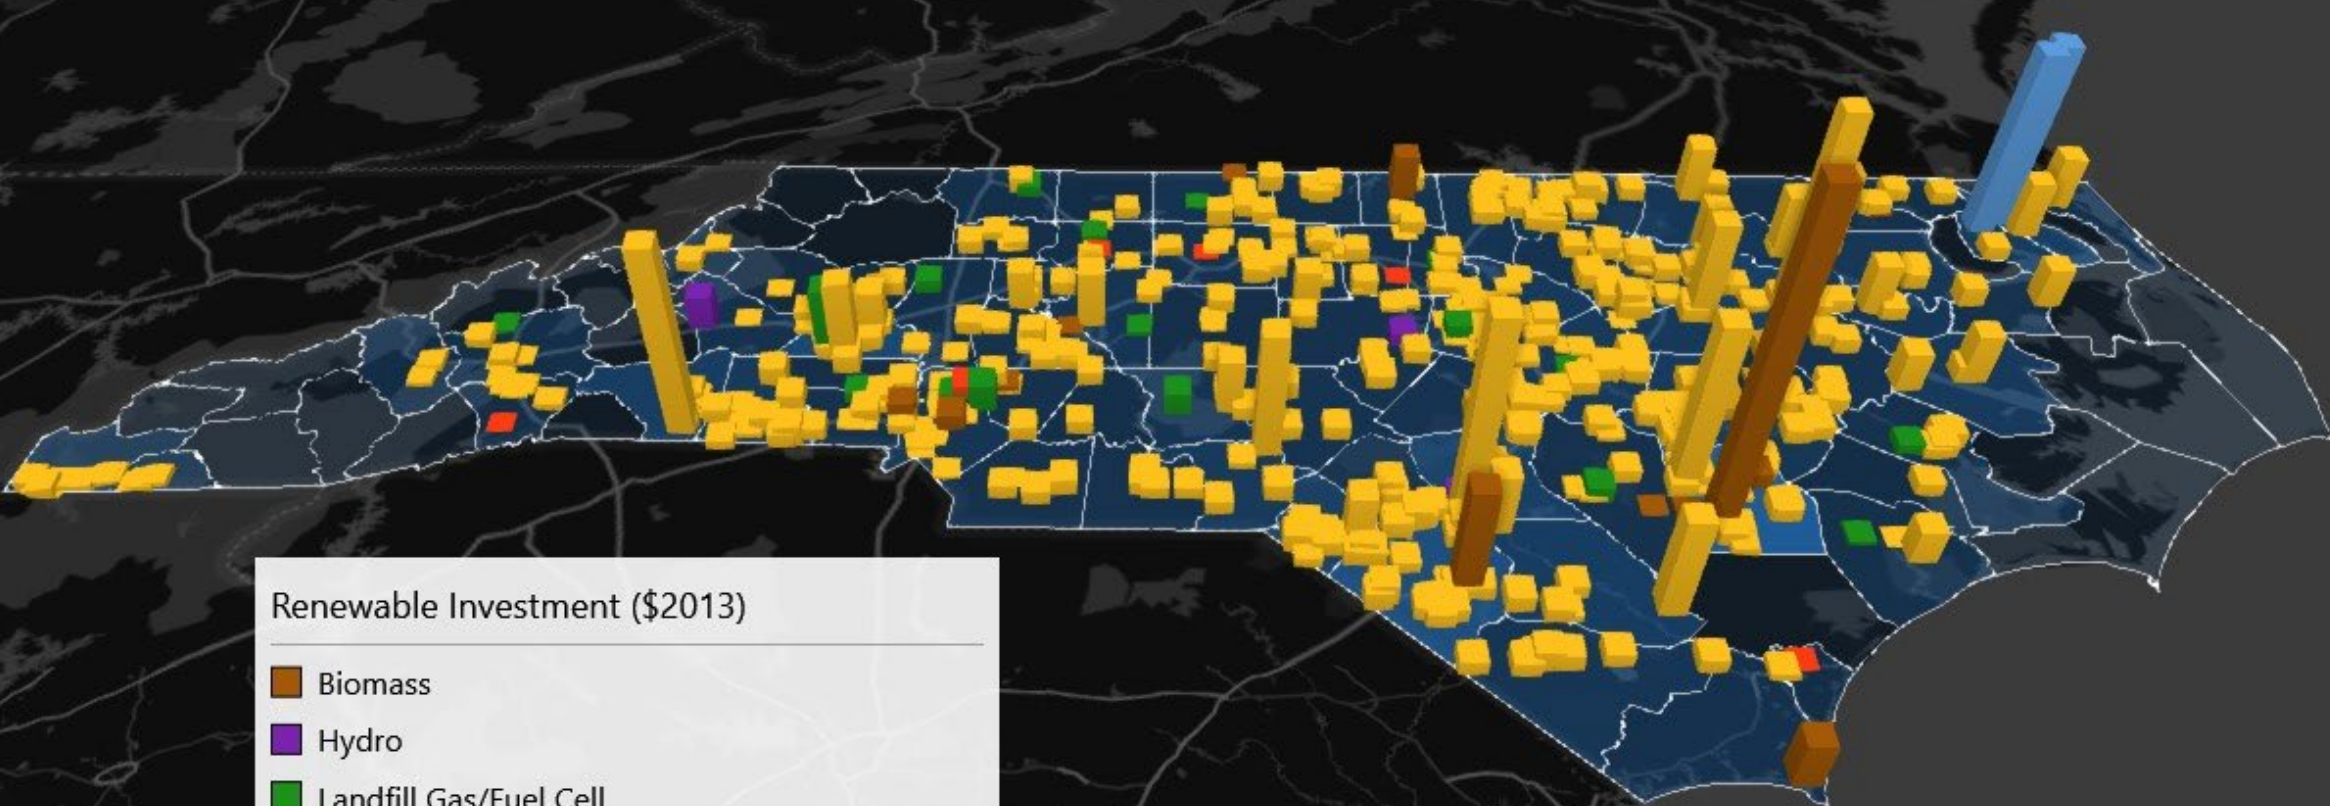 Renewable Investment ($2013)
Biomass
Hydro
Landfill Gas/Fuel Cell